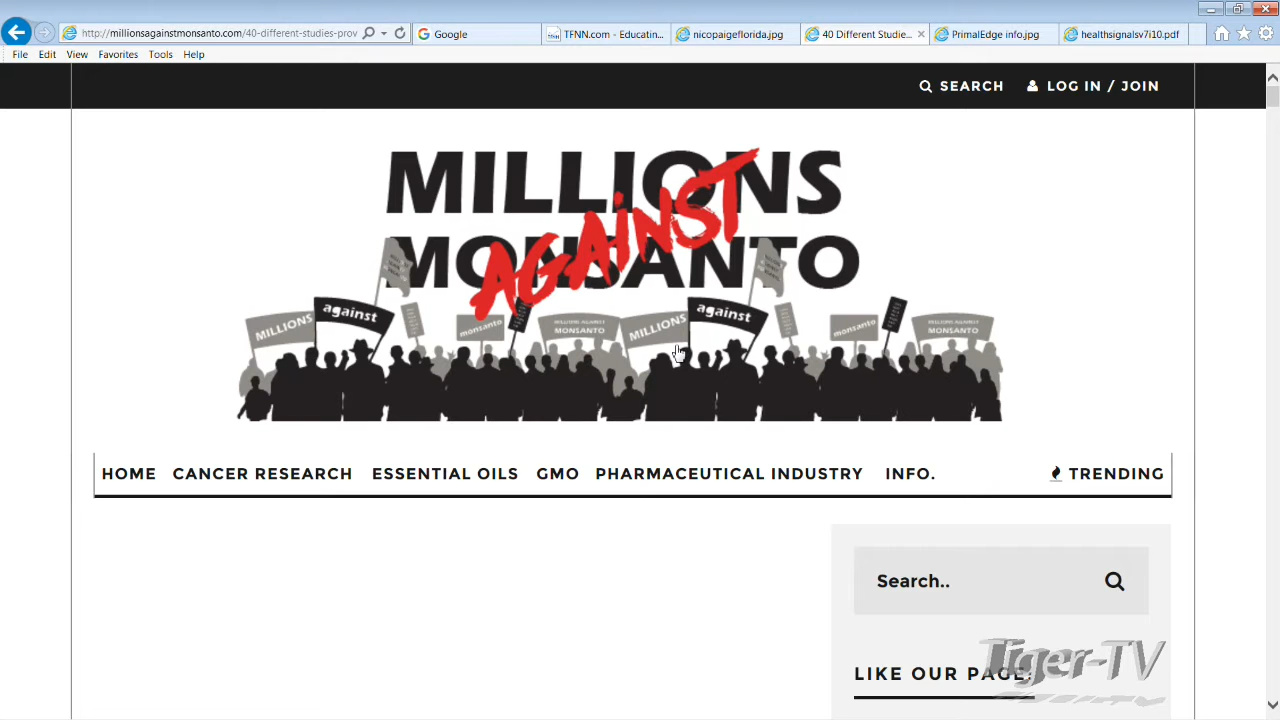 http://millionsagainstmonsanto.com/40-different-studies-prov
Google
TFNN.com - Educatin...
nicopaigeflorida.jpg
40 Different Studie...
PrimalEdge info.jpg
healthsignalsv7i10.pdf
File Edit View Favorites Tools Help
SEARCH LOG IN / JOIN
MILLIONS
AGAiNST
MONSANTO
MILLIONS against monsanto MILLIONS AGAINST MONSANTO MILLIONS against monsanto MILLIONS AGAINST MONSANTO
HOME CANCER RESEARCH ESSENTIAL OILS GMO PHARMACEUTICAL INDUSTRY INFO. TRENDING
Search..
LIKE OUR PAGE:
Tiger-TV